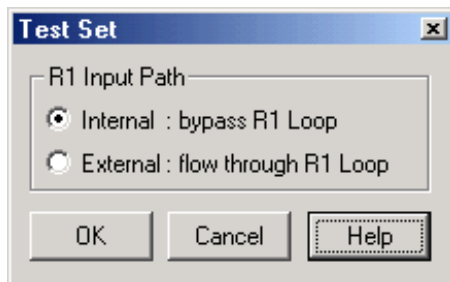 Test Set
R1 Input Path
Internal : bypass R1 Loop
External : flow through R1 Loop
OK Cancel Help